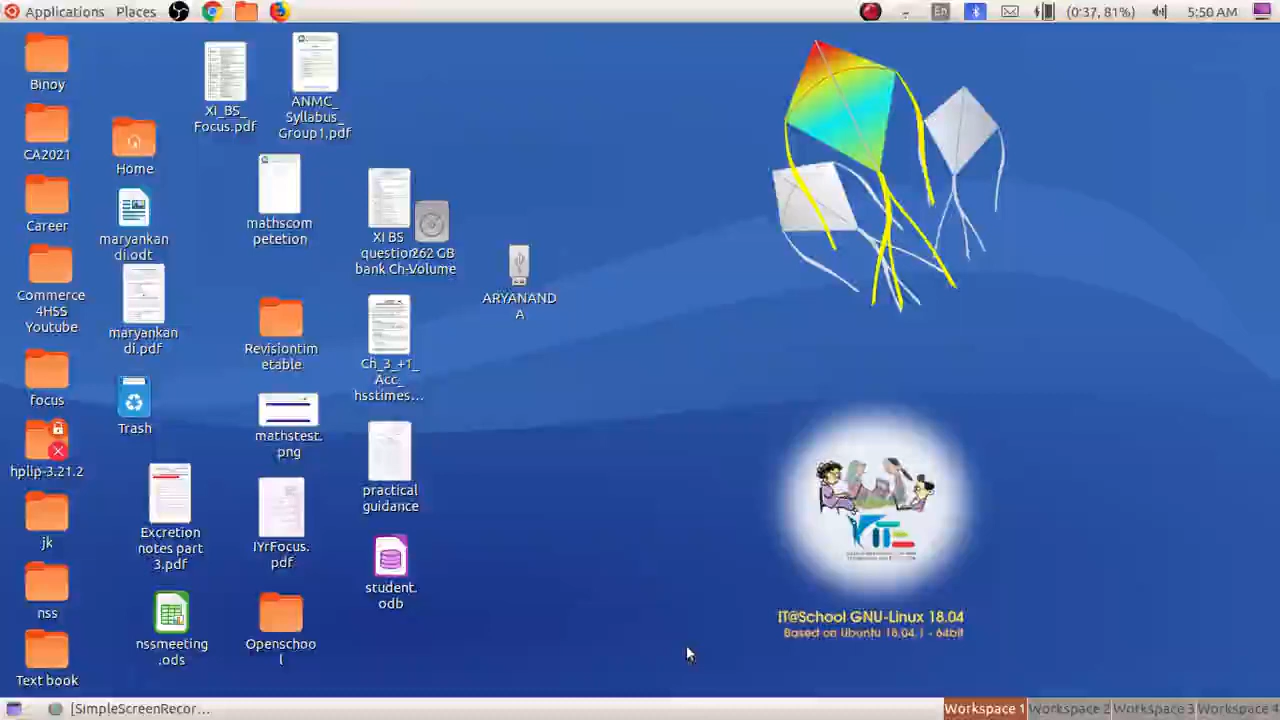 Applications Places
En
(0:37, 81%)
5:50 AM
Binoy
CA2021
Career
Commerce
4HSS
Youtube
focus
hplip-3.21.2
jk
nss
Text book
Home
maryankan
di.odt
maryankan
di.pdf
Trash
Excretion
notes part
3.pdf
nssmeeting
.ods
XI_BS_
Focus.pdf
ANMC_
Syllabus_
Group1.pdf
mathscom
petetion
Revisiontim
etable
mathstest.
png
IYrFocus.
pdf
Openschoo
l
XI BS
question
bank Ch-
262 GB
Volume
Ch_3_+1_
Acc_
hsstimes...
practical
guidance
student.
odb
ARYANAND
A
IT@School GNU-Linux 18.04
Based on Ubuntu 18.04.1 - 64bit
[SimpleScreenRecor...
Workspace 1 Workspace 2 Workspace 3 Workspace 4